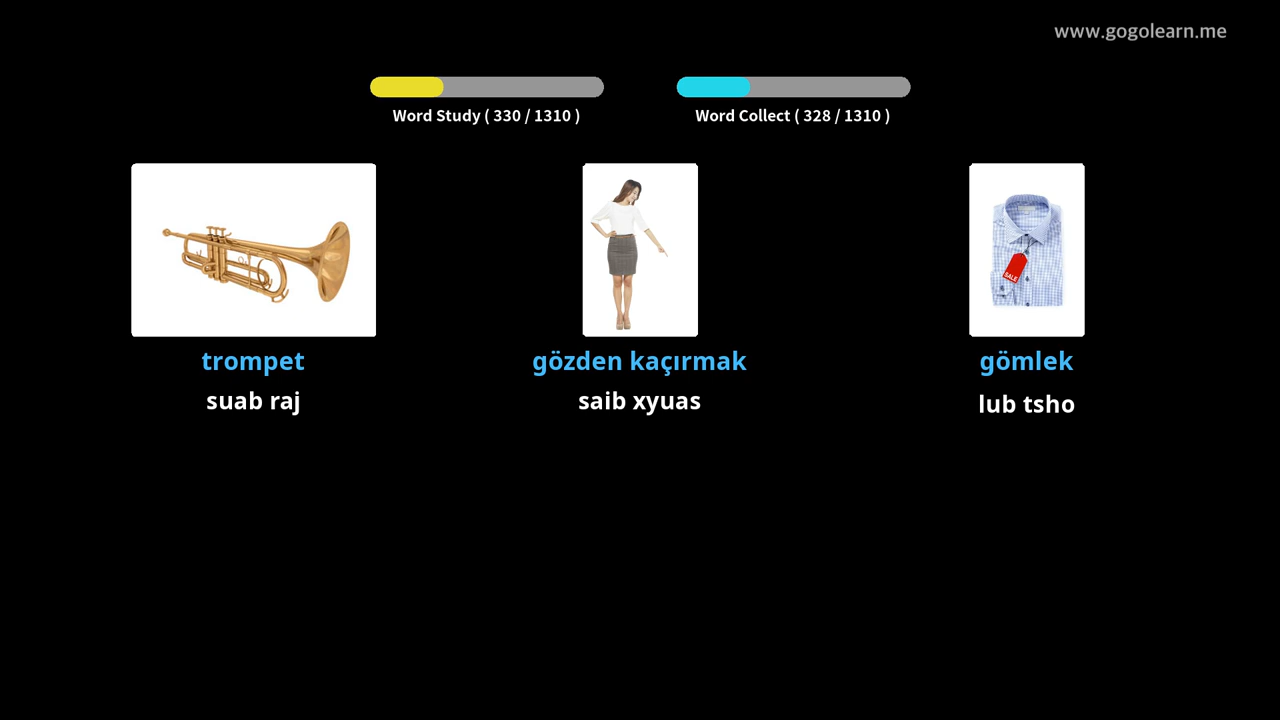 www.gogolearn.me
Word Study ( 330 / 1310 )
Word Collect ( 328 / 1310 )
SALE
trompet
gözden kaçırmak
gömlek
suab raj
saib xyuas
lub tsho